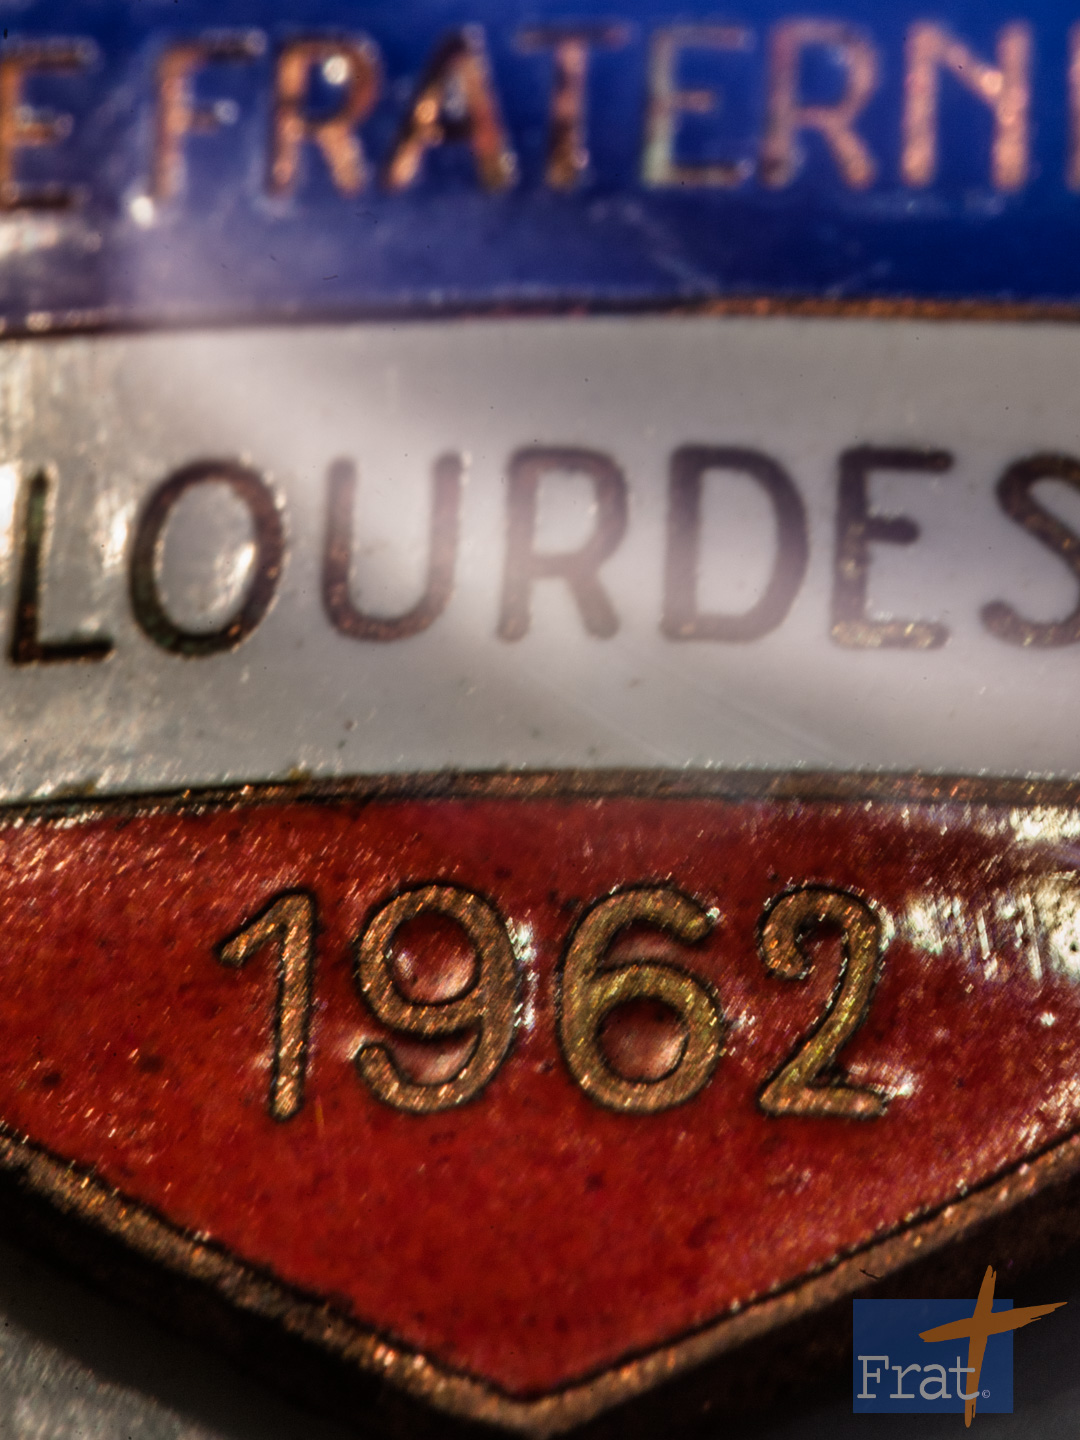 E FRATERN
LOURDES
1962
Frat ©